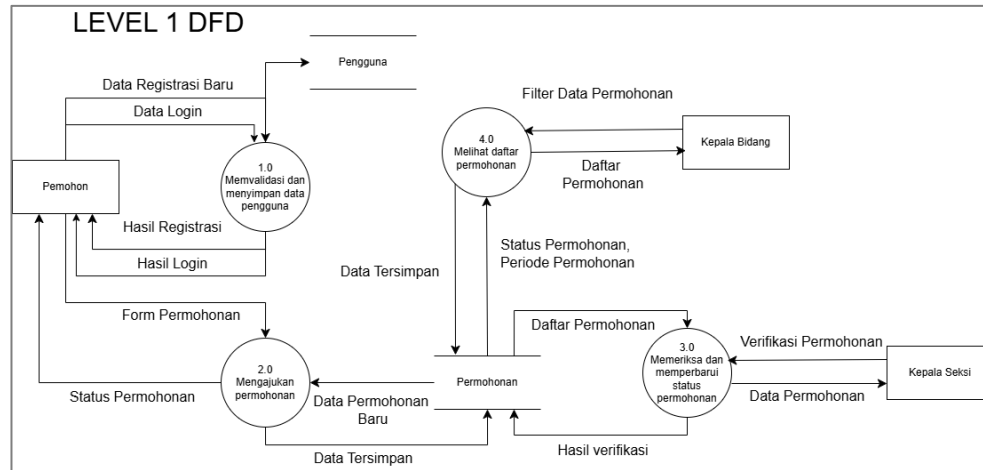 LEVEL 1 DFD
Pengguna
Data Registrasi Baru
Data Login
Filter Data Permohonan
4.0
Melihat daftar
permohonan
Kepala Bidang
Daftar
Permohonan
Pemohon
1.0
Memvalidasi dan
menyimpan data
pengguna
Hasil Registrasi
Hasil Login
Data Tersimpan
Status Permohonan,
Periode Permohonan
Form Permohonan
Daftar Permohonan
3.0
Memeriksa dan
memperbarui
status
permohonan
Verifikasi Permohonan
Kepala Seksi
Data Permohonan
2.0
Mengajukan
permohonan
Status Permohonan
Permohonan
Data Permohonan
Baru
Data Tersimpan
Hasil verifikasi